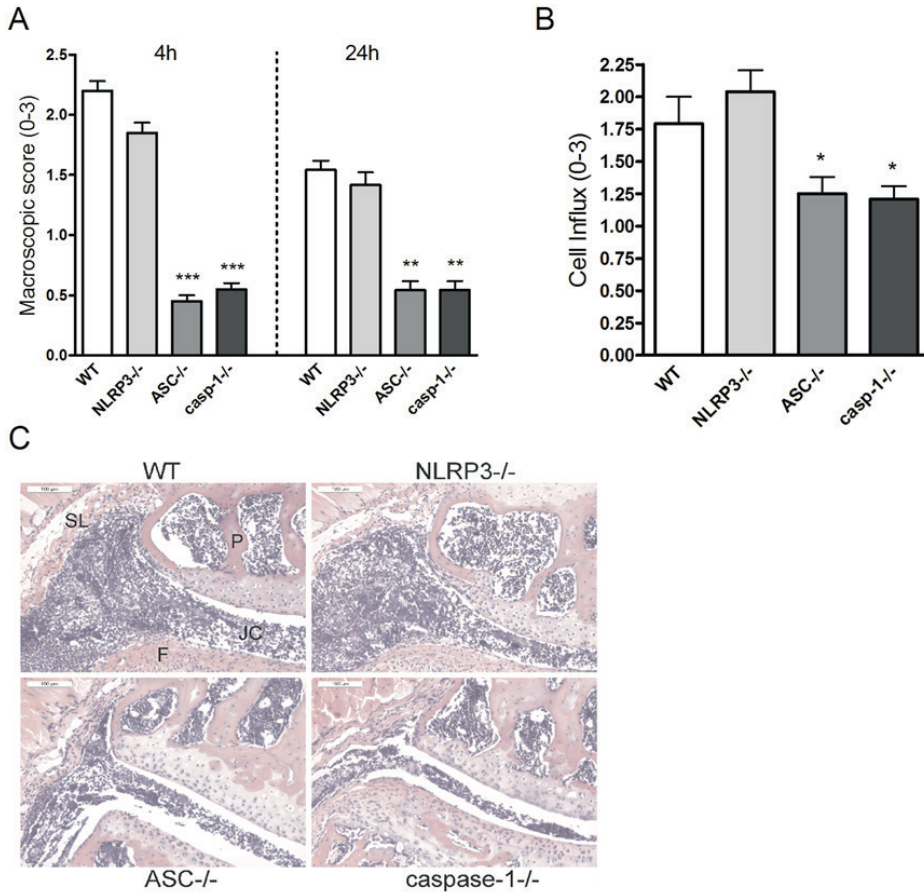 A
4h
24h
Macroscopic score (0-3)
2.5
2.0
1.5
1.0
0.5
0.0
***
***
**
**
WT
NLRP3-/-
ASC-/-
casp-1-/-
WT
NLRP3-/-
ASC-/-
casp-1-/-
B
Cell Influx (0-3)
2.25
2.00
1.75
1.50
1.25
1.00
0.75
0.50
0.25
0.00
*
*
WT
NLRP3-/-
ASC-/-
casp-1-/-
C
WT
NLRP3-/-
SL
P
JC
F
ASC-/-
caspase-1-/-